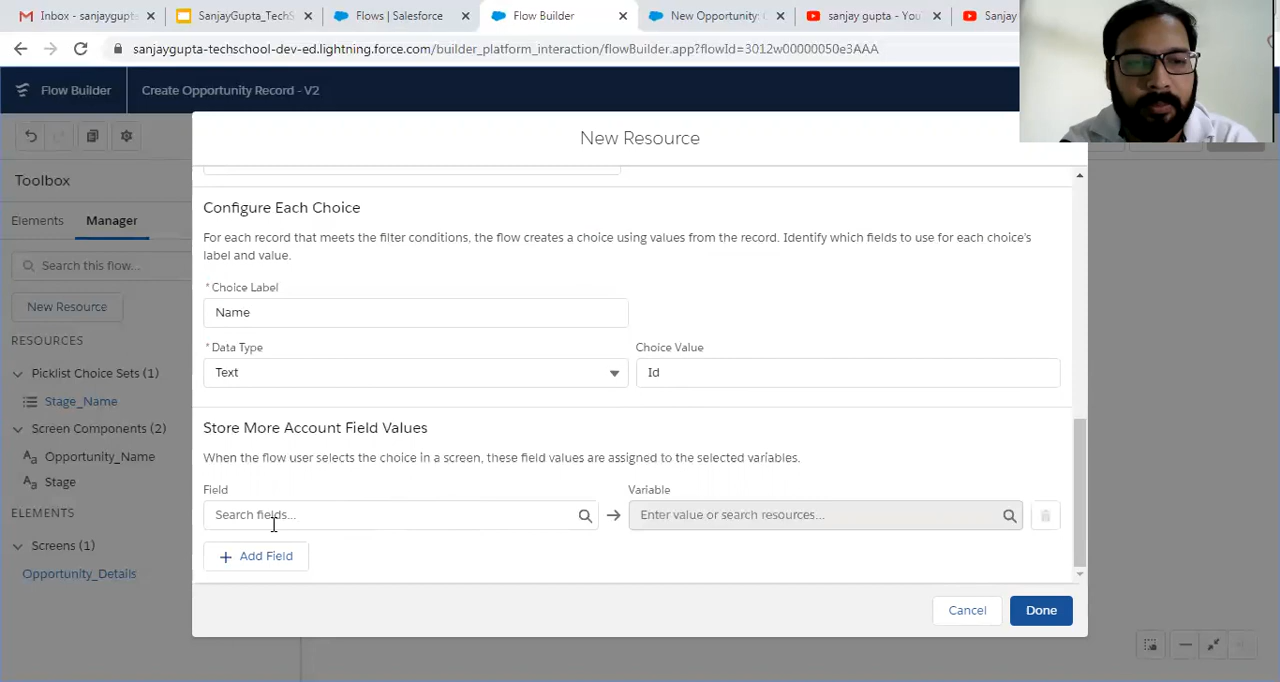 Inbox - sanjaygupt
SanjayGupta_TechS
Flows | Salesforce
Flow Builder
New Opportunity: 
sanjay gupta - You
Sanjay
sanjaygupta-techschool-dev-ed.lightning.force.com/builder_platform_interaction/flowBuilder.app?flowId=3012w00000050e3AAA
Flow Builder
Create Opportunity Record - V2
New Resource
Toolbox
Elements
Manager
Search this flow...
New Resource
RESOURCES
Picklist Choice Sets (1)
Stage_Name
Screen Components (2)
Opportunity_Name
Stage
ELEMENTS
Screens (1)
Opportunity_Details
Configure Each Choice
For each record that meets the filter conditions, the flow creates a choice using values from the record. Identify which fields to use for each choice's
label and value.
* Choice Label
Name
* Data Type
Choice Value
Text
Id
Store More Account Field Values
When the flow user selects the choice in a screen, these field values are assigned to the selected variables.
Field
Variable
Search fields...
Enter value or search resources...
Add Field
Cancel
Done